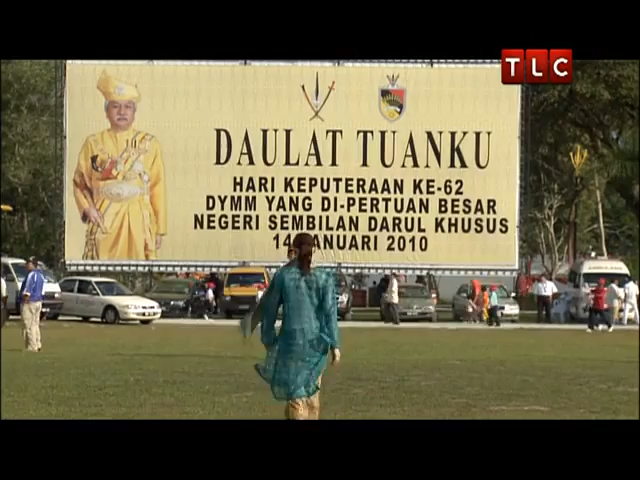 TLC
DAULAT TUANKU
HARI KEPUTERAAN KE-62
DYMM YANG DI-PERTUAN BESAR
NEGERI SEMBILAN DARUL KHUSUS
14 JANUARI 2010